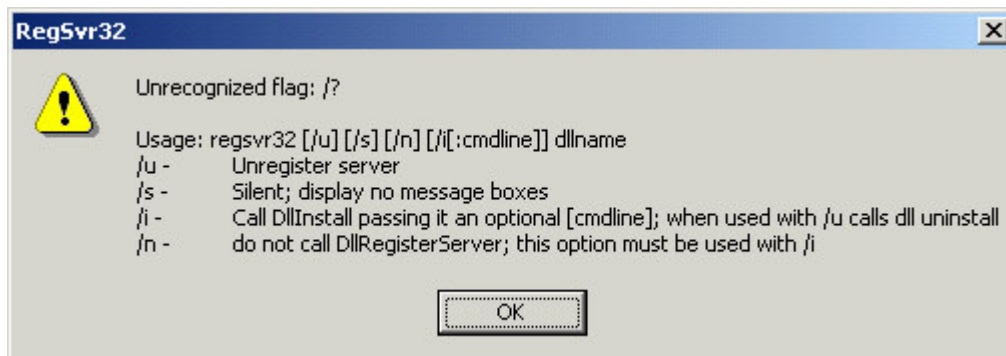 RegSvr32
Unrecognized flag: /?
Usage: regsvr32 [/u] [/s] [/n] [/i[:cmdline]] dllname
/u - Unregister server
/s - Silent; display no message boxes
/i - Call DllInstall passing it an optional [cmdline]; when used with /u calls dll uninstall
/n - do not call DllRegisterServer; this option must be used with /i
OK